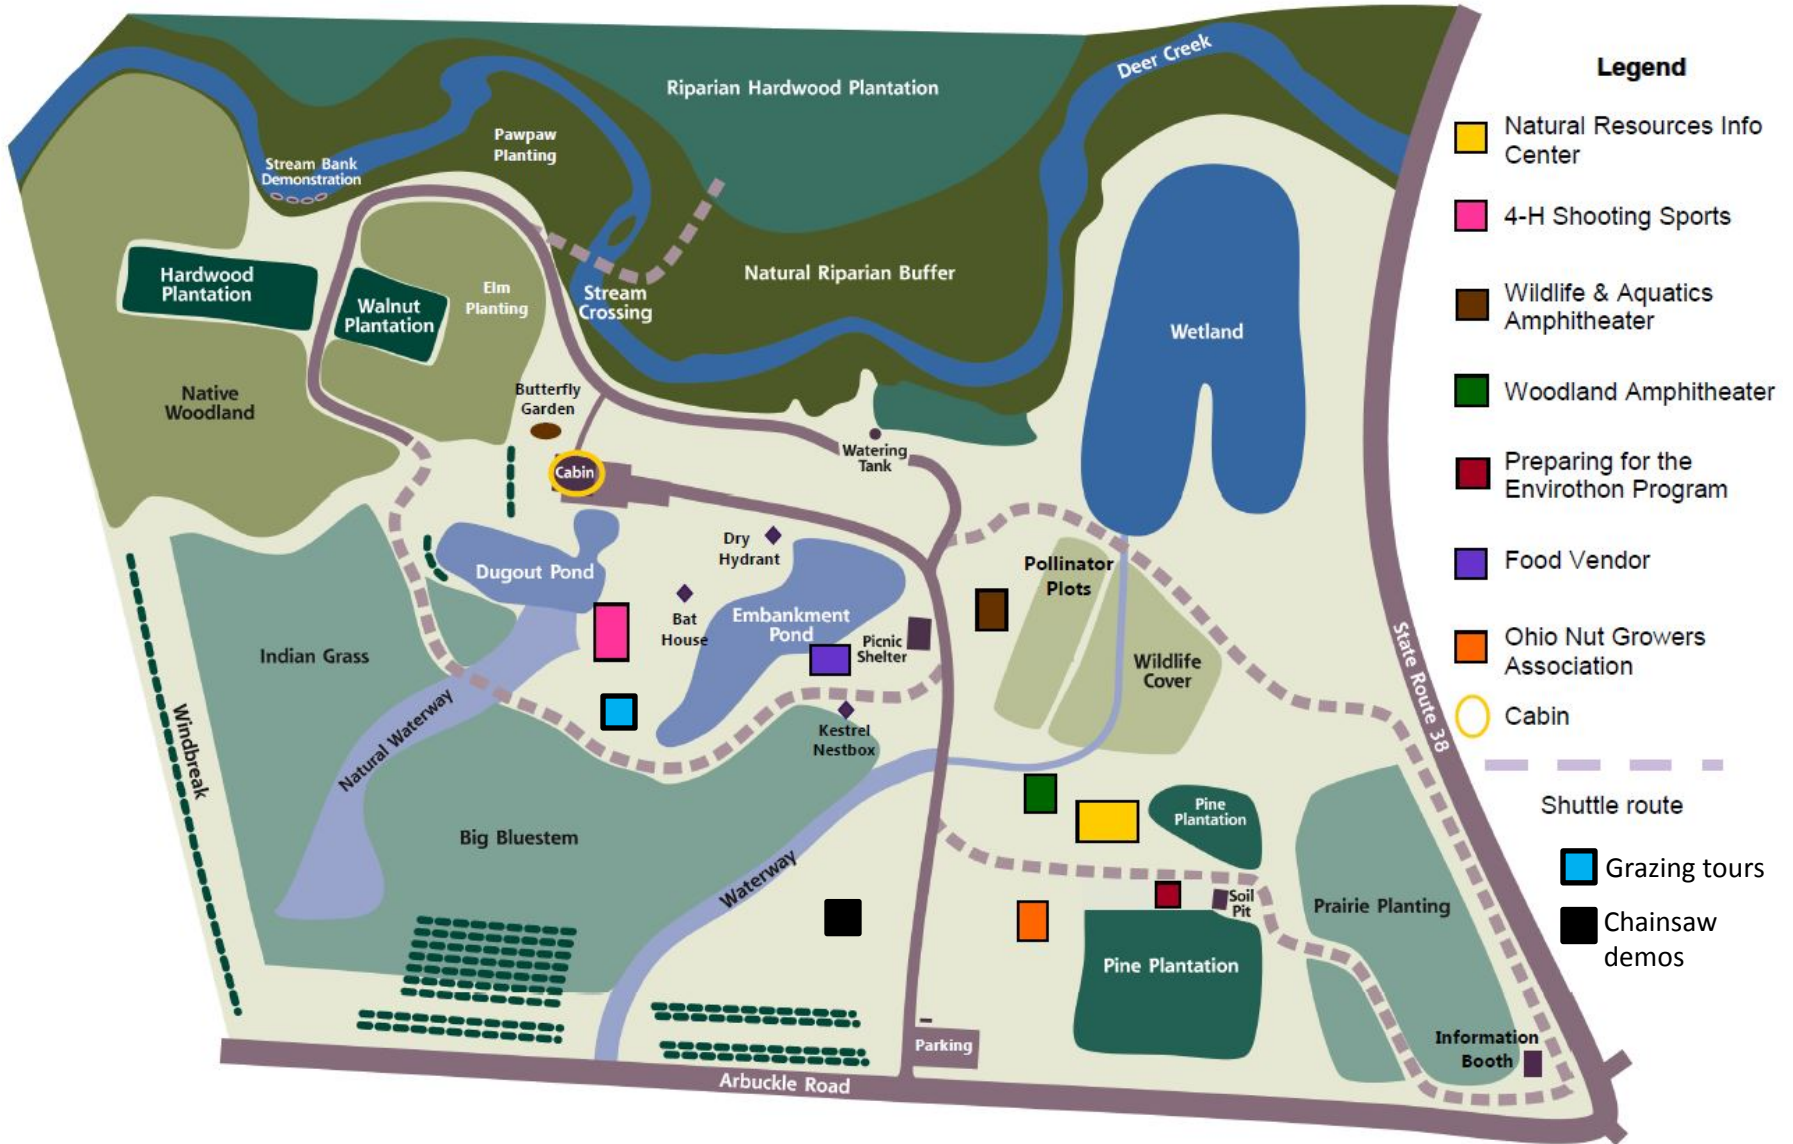 Deer Creek
Riparian Hardwood Plantation
Pawpaw
Planting
Stream Bank
Demonstration
Natural Riparian Buffer
Hardwood
Plantation
Walnut
Plantation
Elm
Planting
Stream
Crossing
Wetland
Native
Woodland
Butterfly
Garden
Watering
Tank
Cabin
Dry
Hydrant
Dugout Pond
Pollinator
Plots
Bat
House
Embankment
Pond
Picnic
Shelter
Indian Grass
Wildlife
Cover
State Route 38
Natural Waterway
Windbreak
Kestrel
Nestbox
Big Bluestem
Pine
Plantation
Waterway
Soil
Pit
Prairie Planting
Pine Plantation
Parking
Information
Booth
Arbuckle Road
Legend
Natural Resources Info
Center
4-H Shooting Sports
Wildlife & Aquatics
Amphitheater
Woodland Amphitheater
Preparing for the
Envirothon Program
Food Vendor
Ohio Nut Growers
Association
Cabin
Shuttle route
Grazing tours
Chainsaw
demos